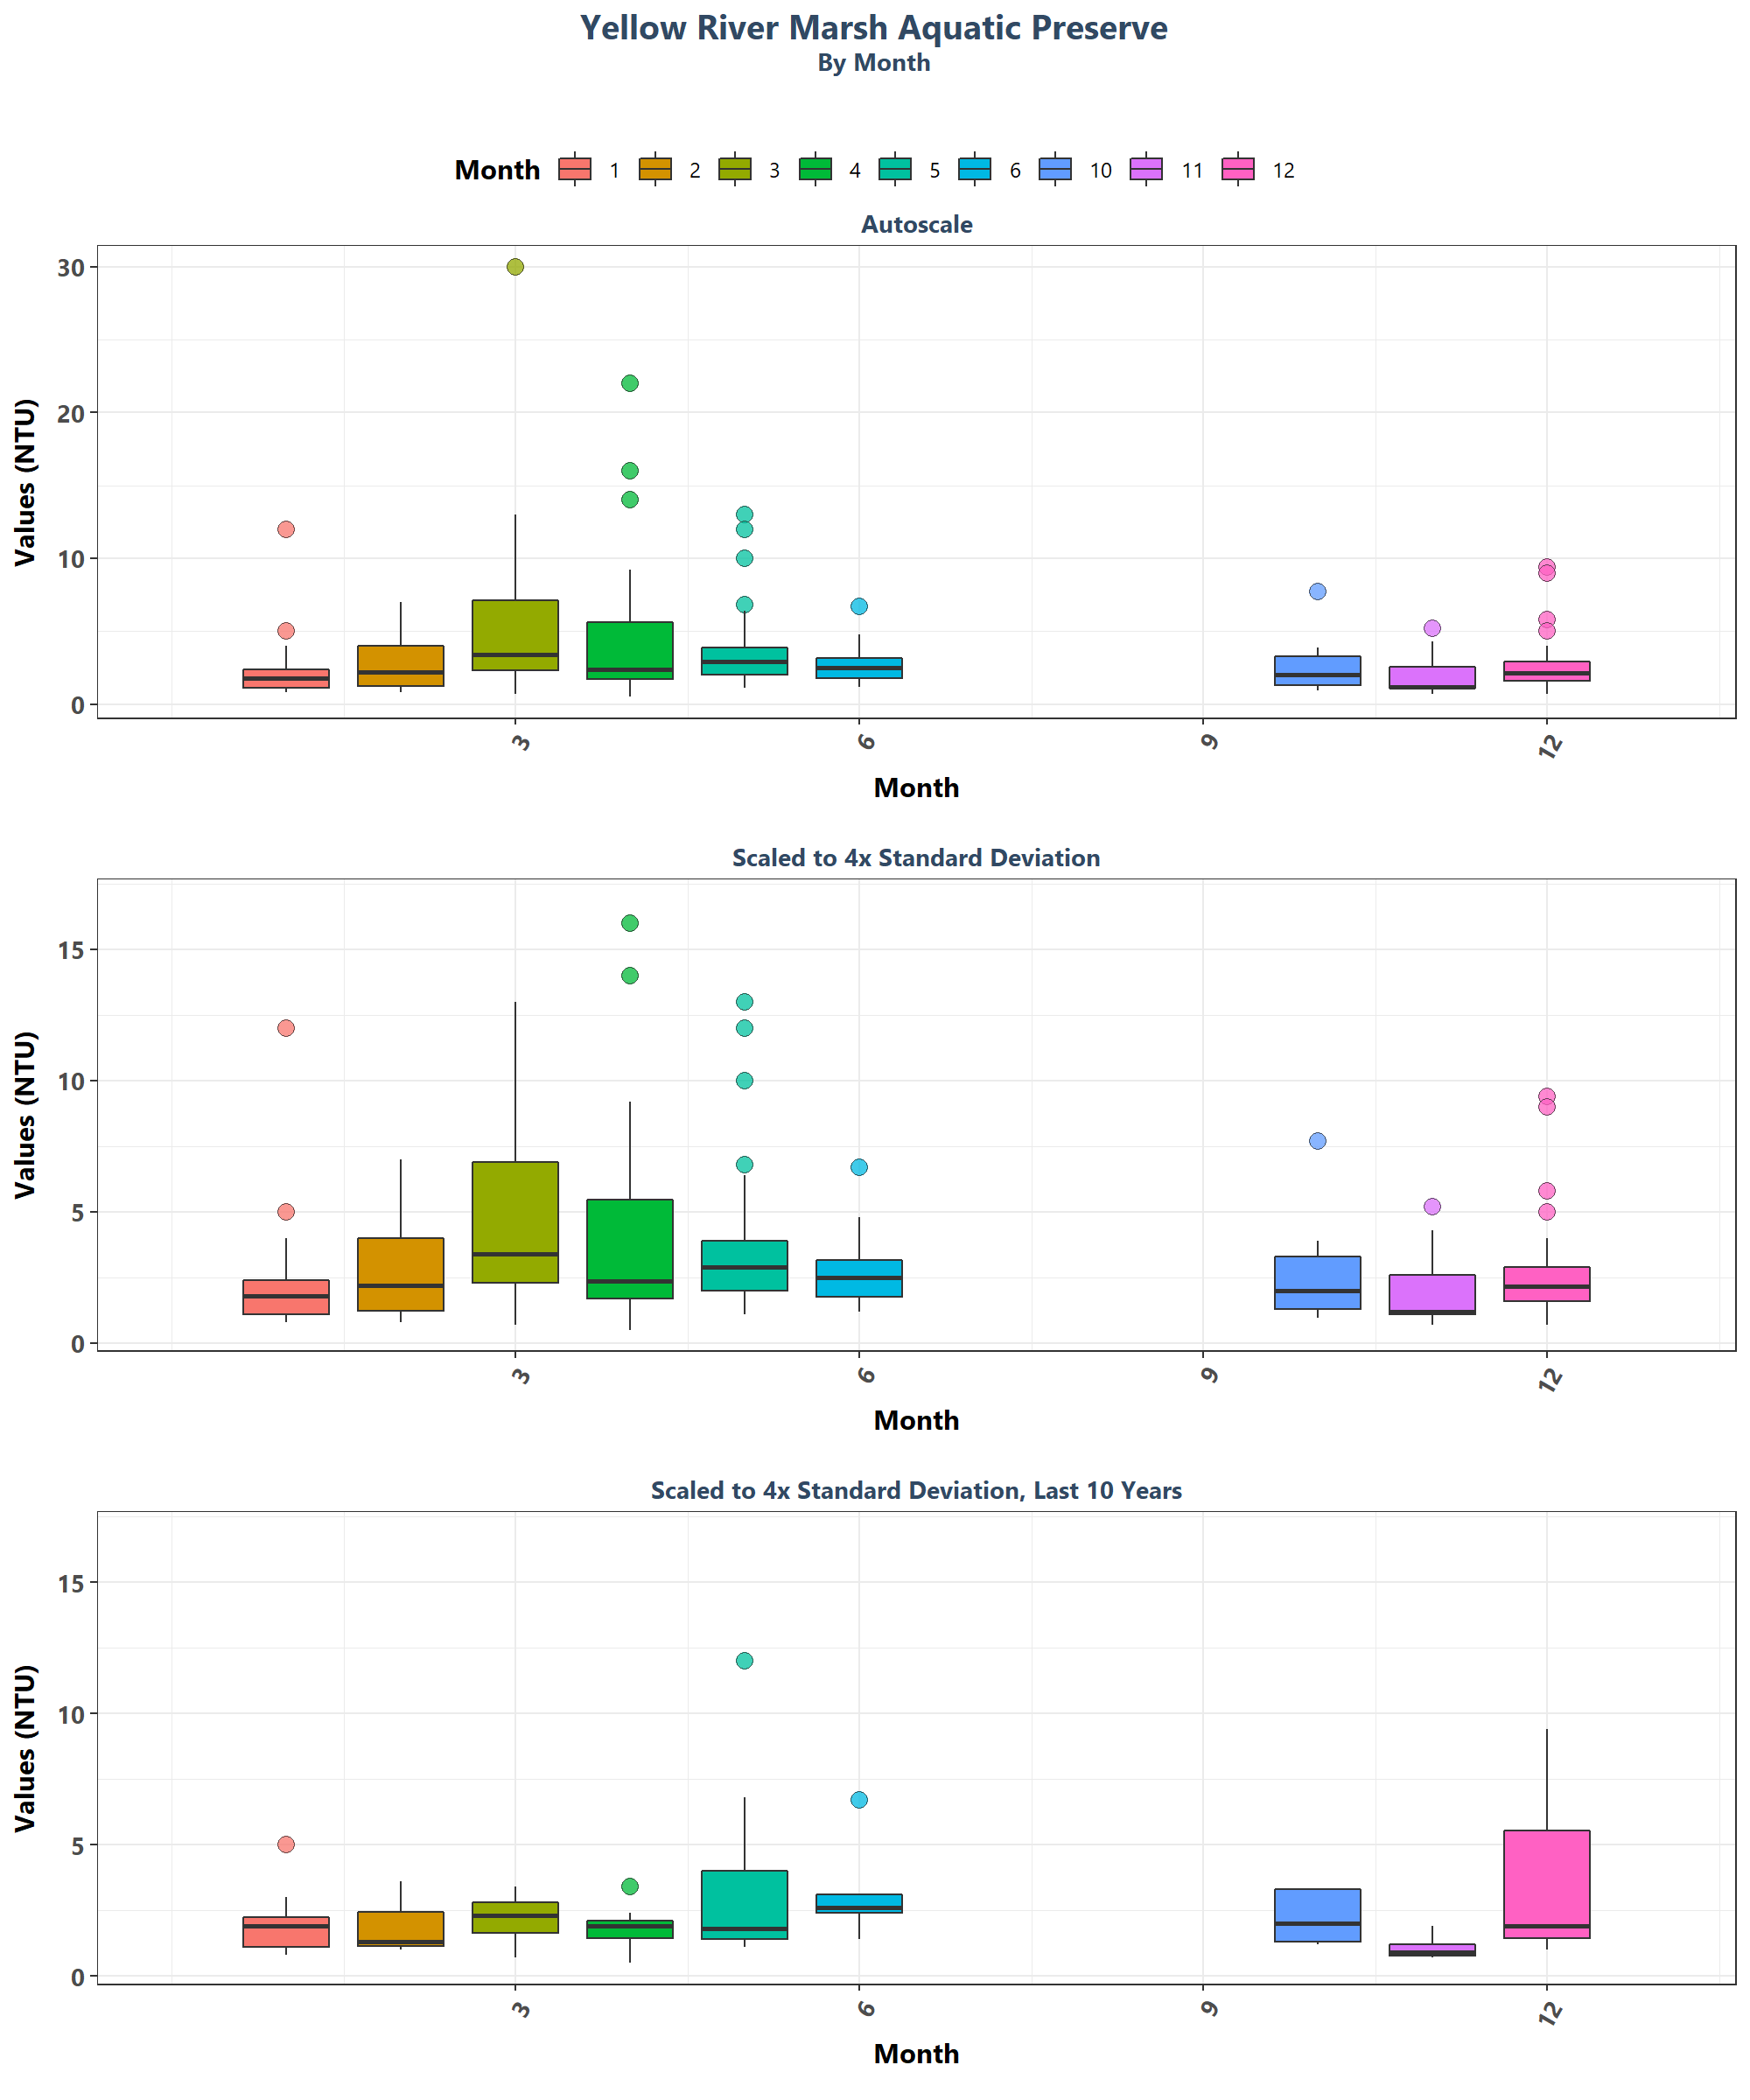 Yellow River Marsh Aquatic Preserve
By Month
Month 1 2 3 4 5 6 10 11 12
Autoscale
Values (NTU)
30
20
10
0
3 6 9 12
Month
Scaled to 4x Standard Deviation
Values (NTU)
15
10
5
0
3 6 9 12
Month
Scaled to 4x Standard Deviation, Last 10 Years
Values (NTU)
15
10
5
0
3 6 9 12
Month